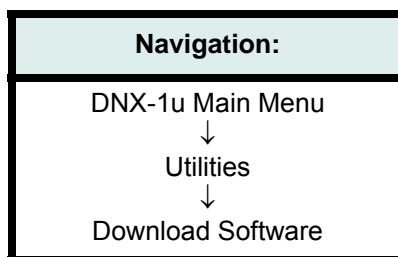 Navigation:
DNX-1u Main Menu
↓
Utilities
↓
Download Software